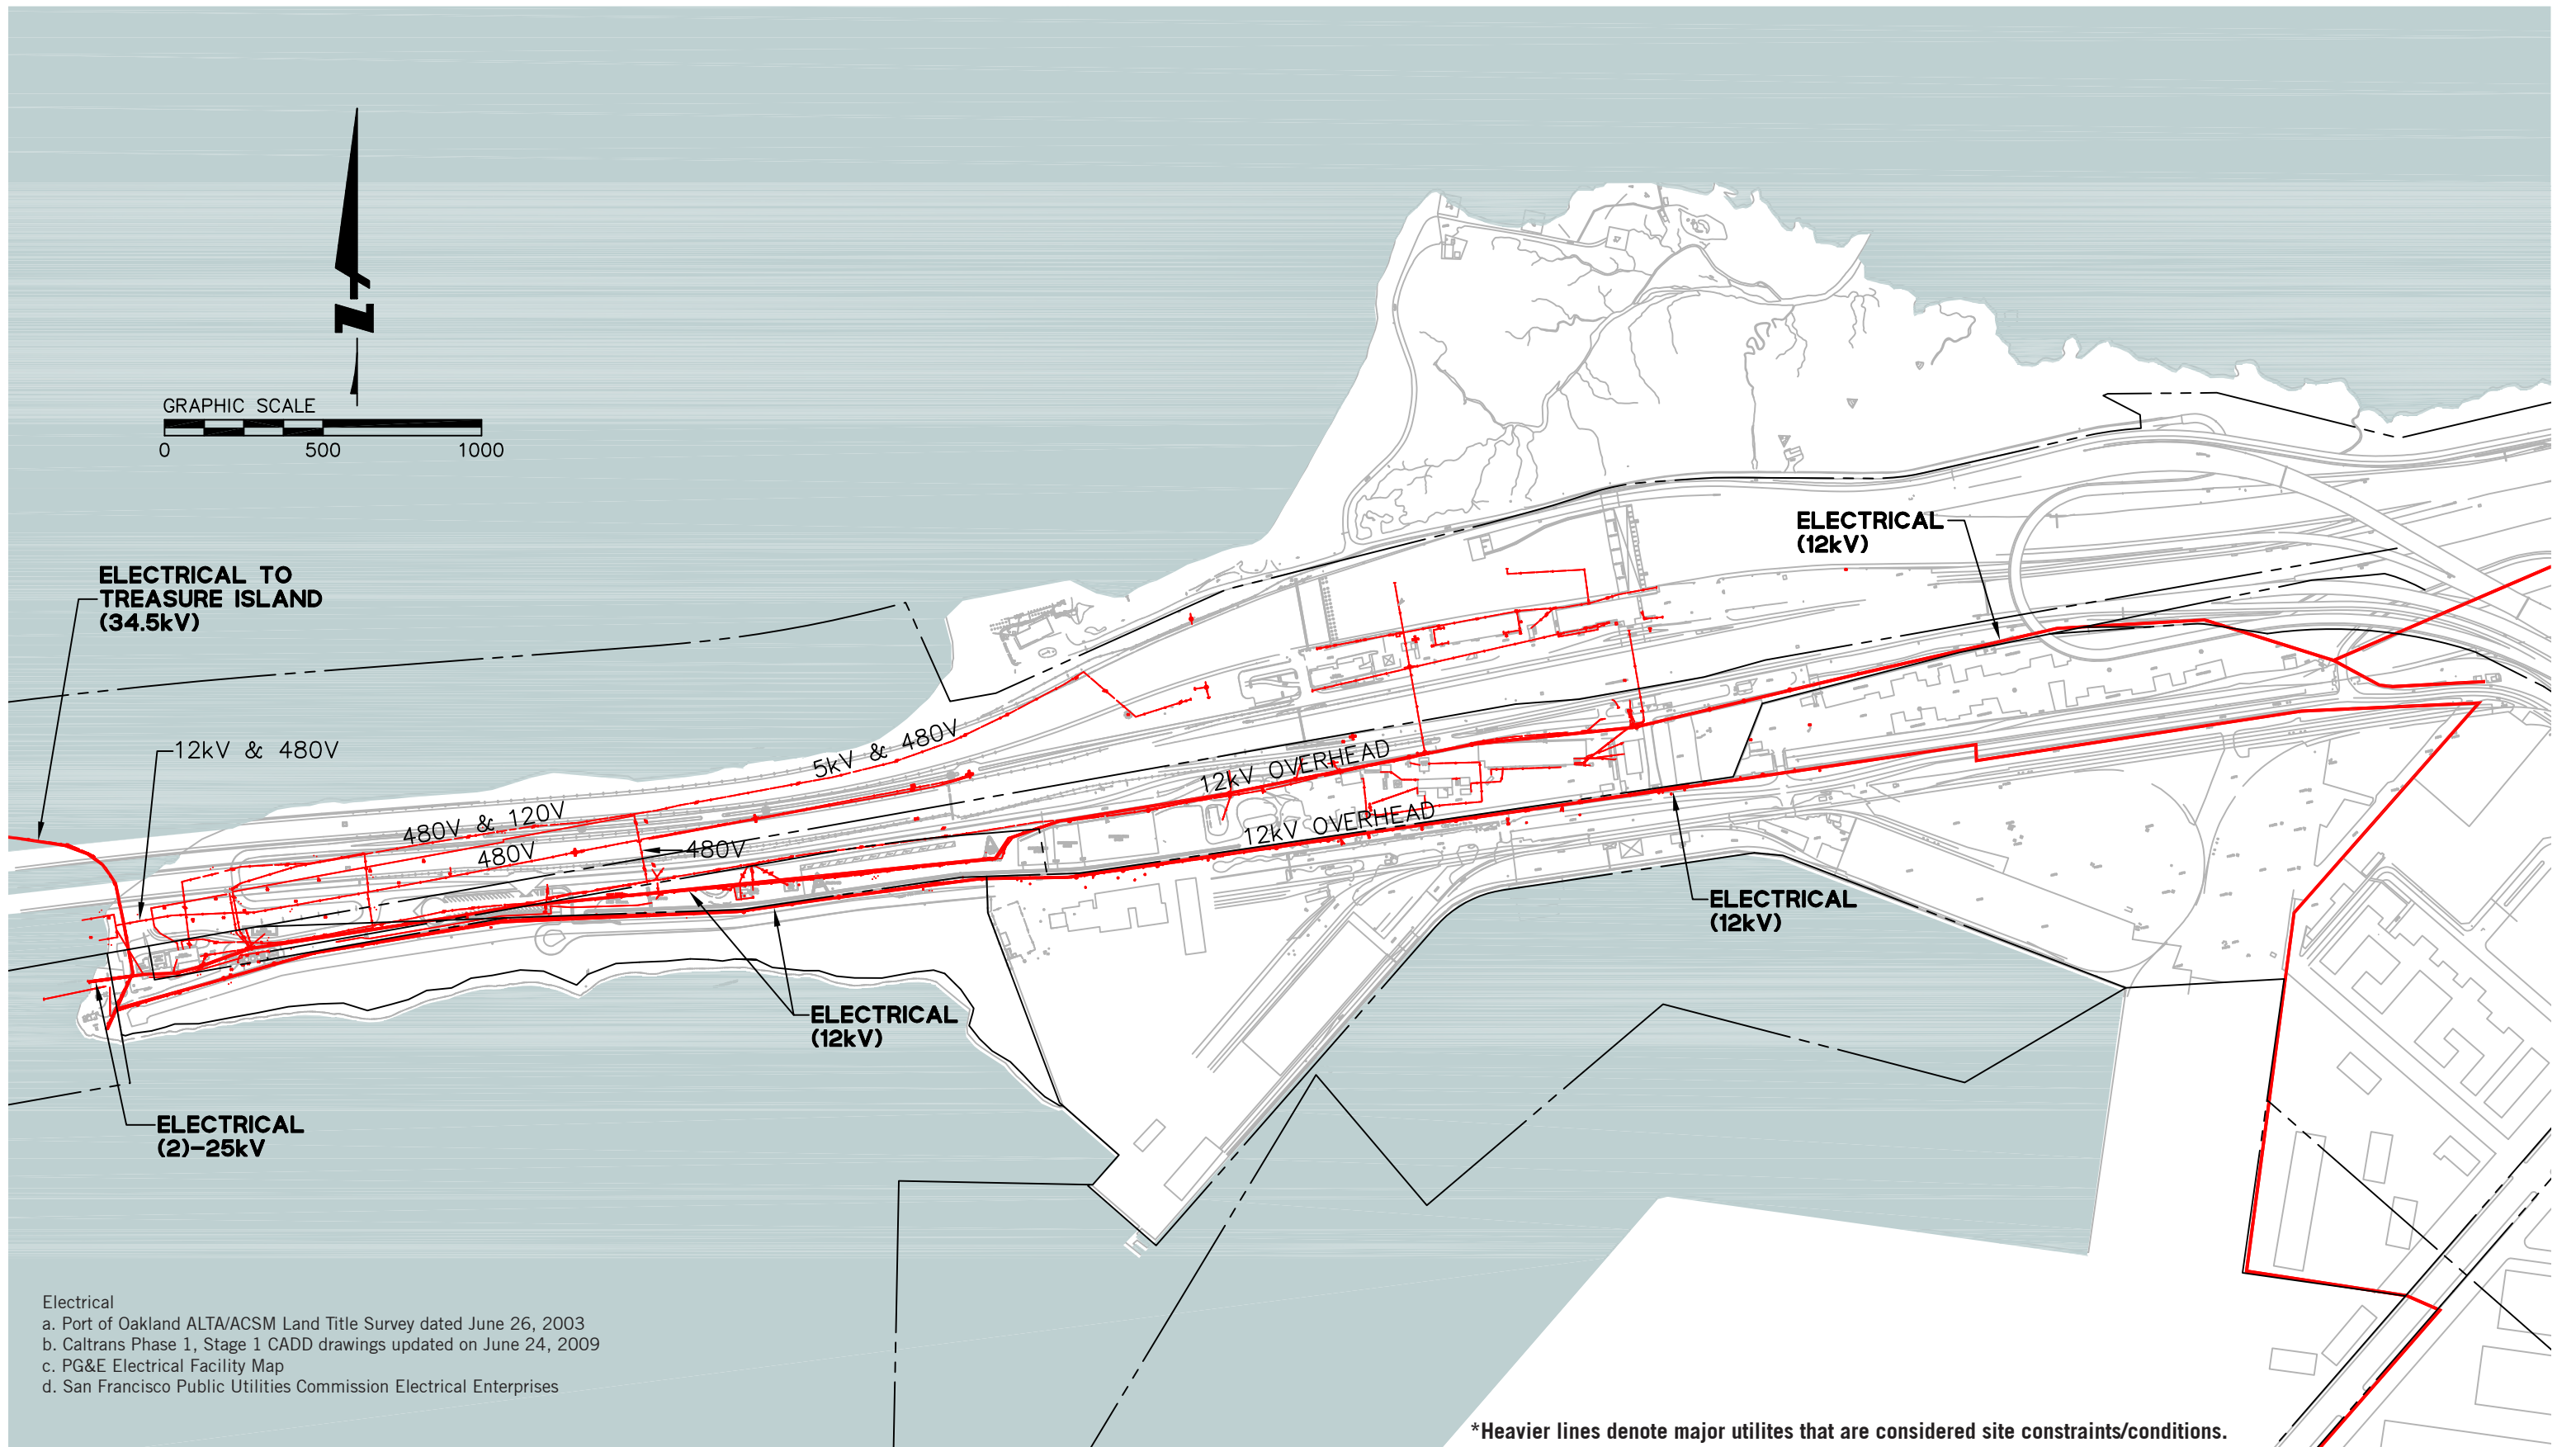 N
GRAPHIC SCALE
0 500 1000
ELECTRICAL
(12kV)
ELECTRICAL TO
TREASURE ISLAND
(34.5kV)
12kV & 480V
5kV & 480V
12kV OVERHEAD
480V & 120V
480V
480V
12kV OVERHEAD
ELECTRICAL
(12kV)
ELECTRICAL
(12kV)
ELECTRICAL
(2)-25kV
Electrical
a. Port of Oakland ALTA/ACSM Land Title Survey dated June 26, 2003
b. Caltrans Phase 1, Stage 1 CADD drawings updated on June 24, 2009
c. PG&E Electrical Facility Map
d. San Francisco Public Utilities Commission Electrical Enterprises
*Heavier lines denote major utilites that are considered site constraints/conditions.